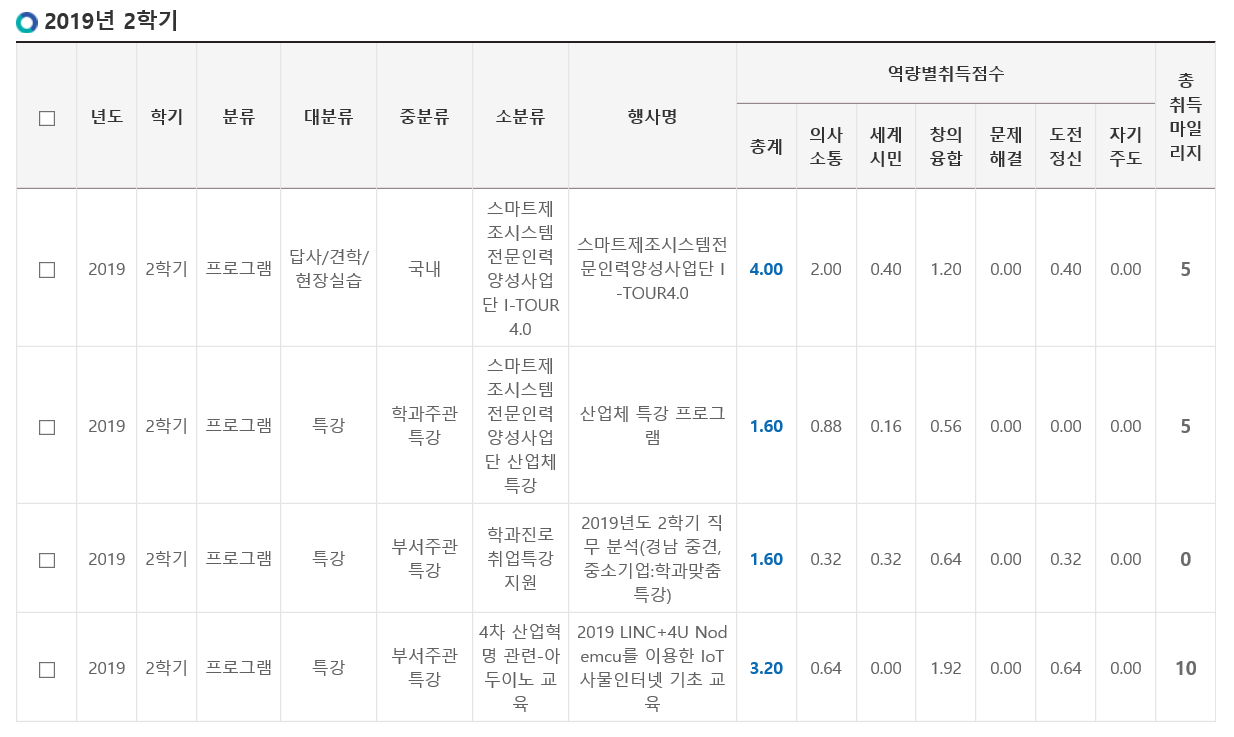 2019년 2학기
년도 학기 분류 대분류 중분류 소분류 행사명 역량별취득점수 총
취득
마일
리지
총계 의사
소통 세계
시민 창의
융합 문제
해결 도전
정신 자기
주도
2019 2학기 프로그램 답사/견학/
현장실습 국내 스마트제
조시스템
전문인력
양성사업
단 I-TOUR
4.0 스마트제조시스템전
문인력양성사업단 I
-TOUR4.0 4.00 2.00 0.40 1.20 0.00 0.40 0.00 5
2019 2학기 프로그램 특강 학과주관
특강 스마트제
조시스템
전문인력
양성사업
단 산업체
특강 산업체 특강 프로그
램 1.60 0.88 0.16 0.56 0.00 0.00 0.00 5
2019 2학기 프로그램 특강 부서주관
특강 학과진로
취업특강
지원 2019년도 2학기 직
무 분석(경남 중견,
중소기업:학과맞춤
특강) 1.60 0.32 0.32 0.64 0.00 0.32 0.00 0
2019 2학기 프로그램 특강 부서주관
특강 4차 산업혁
명 관련-아
두이노 교
육 2019 LINC+4U Nod
emcu를 이용한 IoT
사물인터넷 기초 교
육 3.20 0.64 0.00 1.92 0.00 0.64 0.00 10